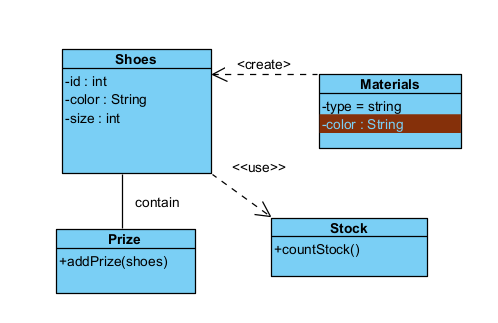 Shoes
-id : int
-color : String
-size : int
<create>
Materials
-type = string
-color : String
<<use>>
contain
Prize
+addPrize(shoes)
Stock
+countStock()